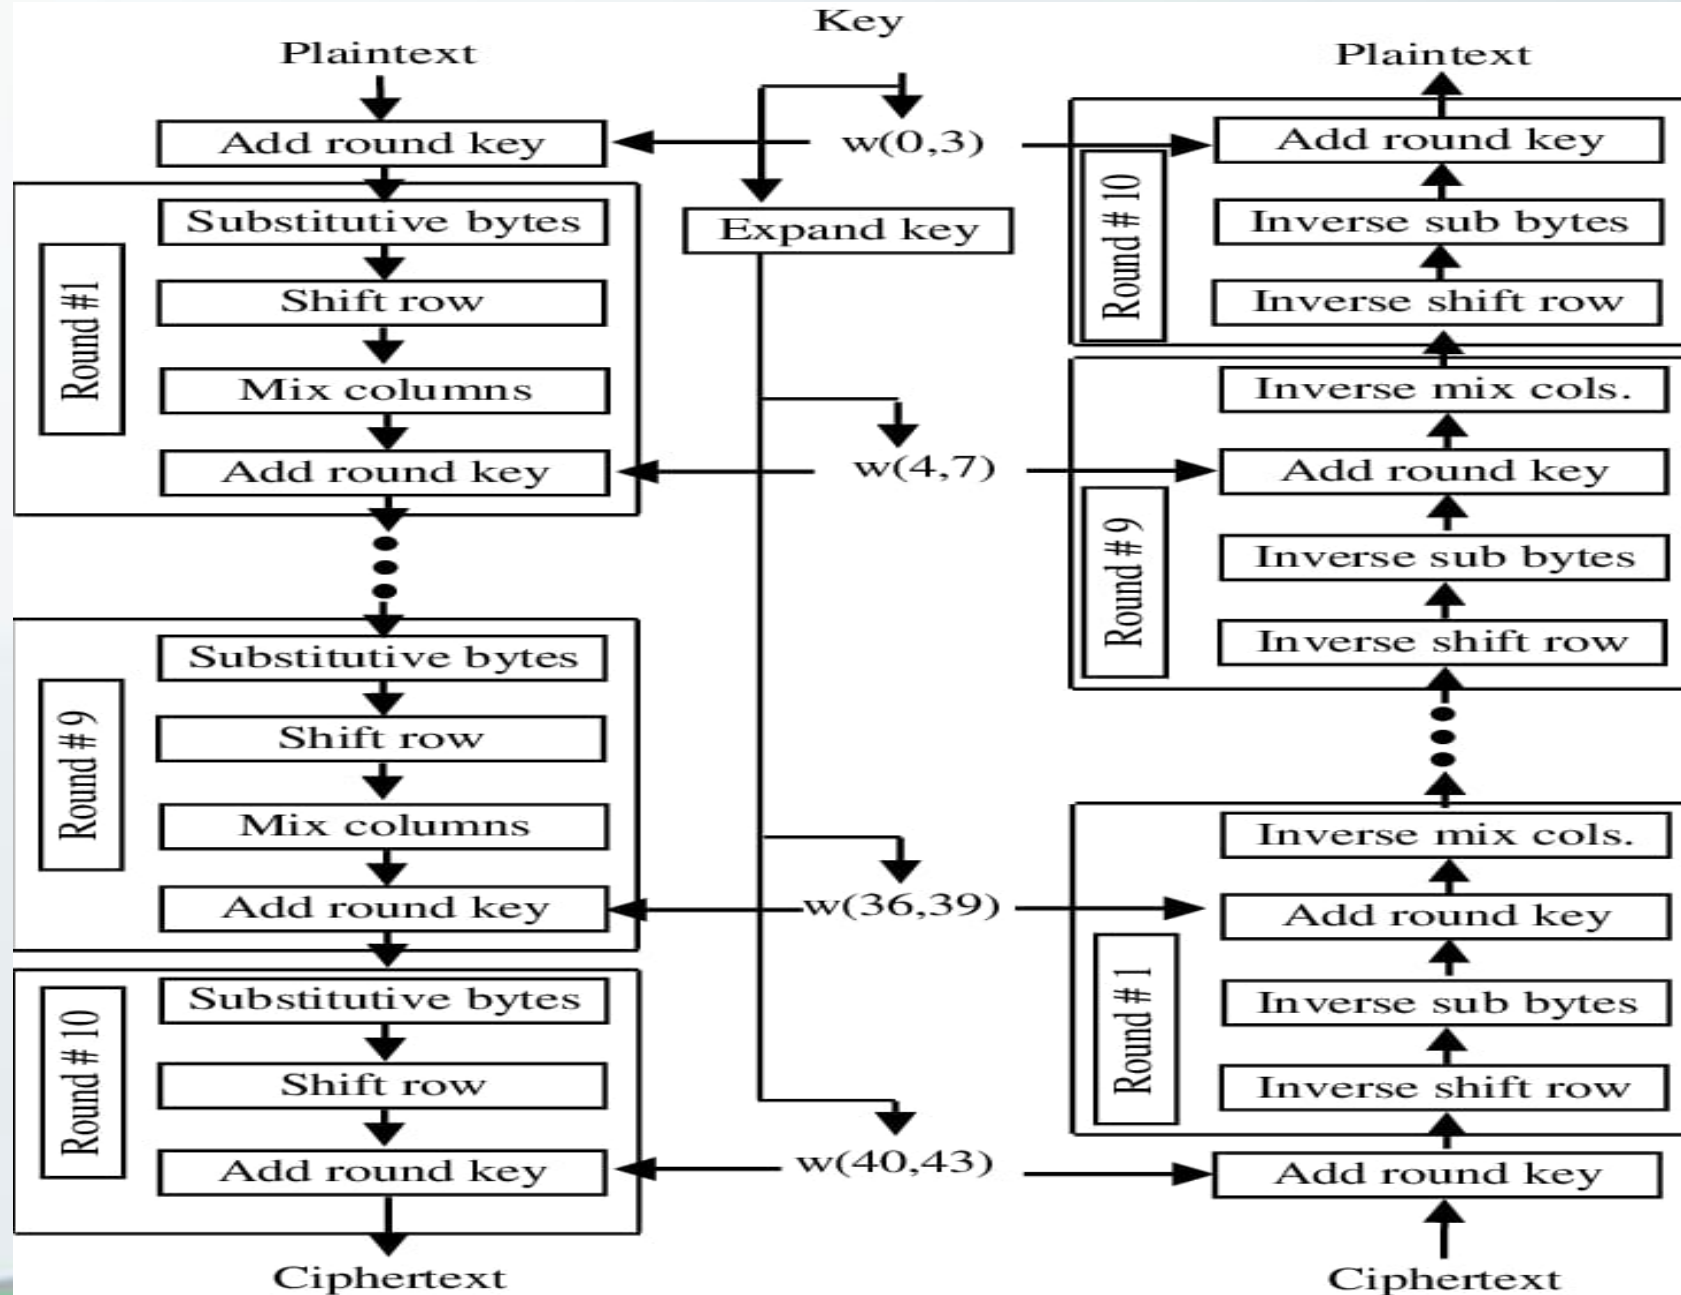 Plaintext
Add round key
Round #1
Substitutive bytes
Shift row
Mix columns
Add round key
Round # 9
Substitutive bytes
Shift row
Mix columns
Add round key
Round # 10
Substitutive bytes
Shift row
Add round key
Ciphertext
Key
w(0,3)
Expand key
w(4,7)
w(36,39)
w(40,43)
Plaintext
Round # 10
Add round key
Inverse sub bytes
Inverse shift row
Round # 9
Inverse mix cols.
Add round key
Inverse sub bytes
Inverse shift row
Round # 1
Inverse mix cols.
Add round key
Inverse sub bytes
Inverse shift row
Add round key
Ciphertext